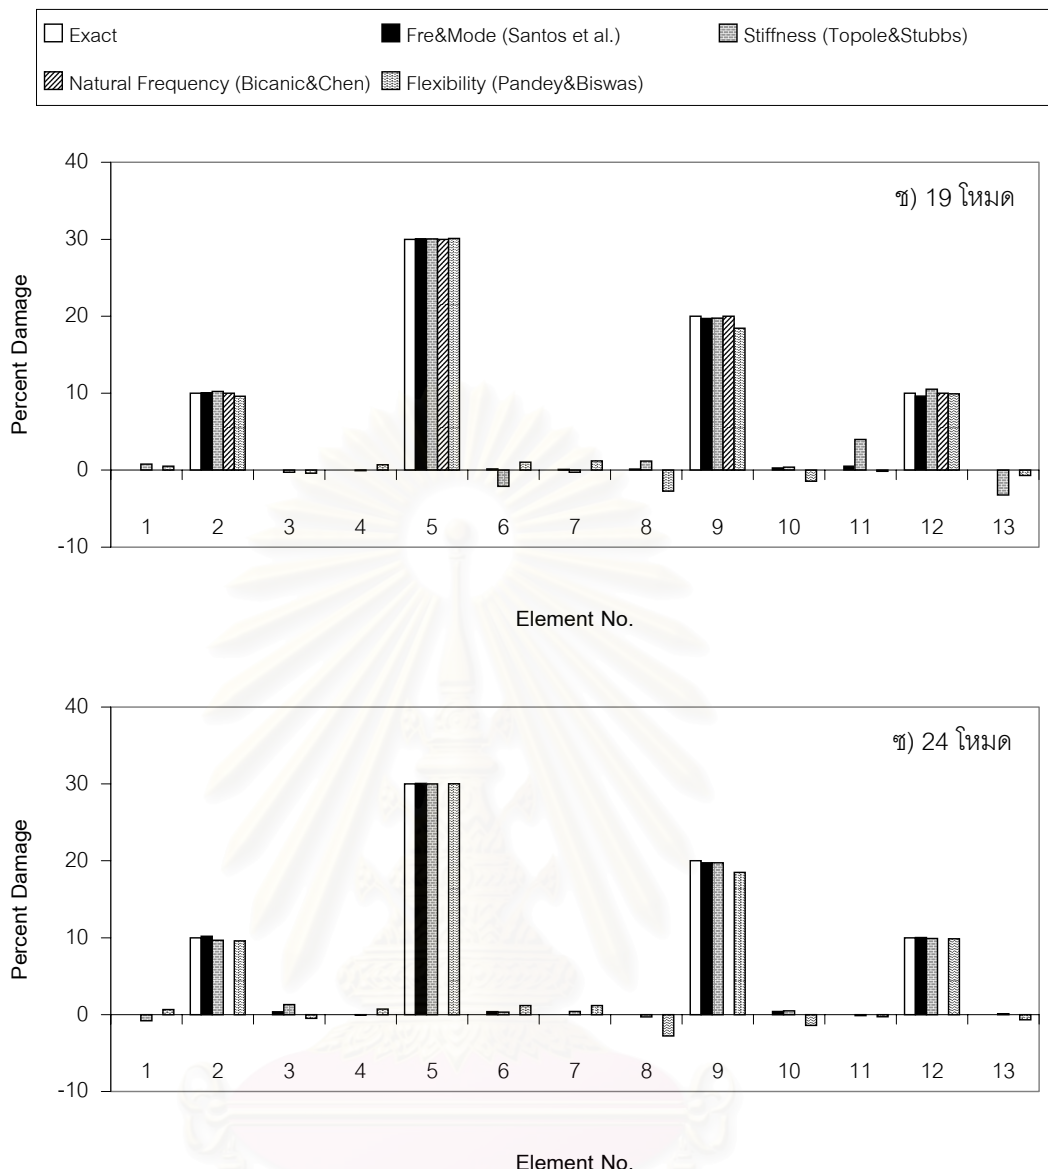 Exact Fre&Mode (Santos et al.) Stiffness (Topole&Stubbs)
Natural Frequency (Bicanic&Chen) Flexibility (Pandey&Biswas)
40
ช) 19 โหมด
30
20
10
0
-10
Percent Damage
1 2 3 4 5 6 7 8 9 10 11 12 13
Element No.
40
ซ) 24 โหมด
30
20
10
0
-10
Percent Damage
1 2 3 4 5 6 7 8 9 10 11 12 13
Element No.